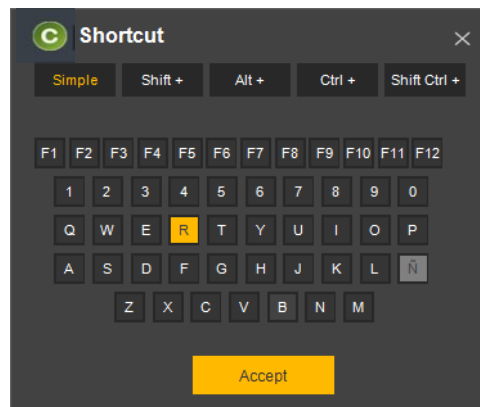 C Shortcut
Simple Shift + Alt + Ctrl + Shift Ctrl +
F1 F2 F3 F4 F5 F6 F7 F8 F9 F10 F11 F12
1 2 3 4 5 6 7 8 9 0
Q W E R T Y U I O P
A S D F G H J K L Ñ
Z X C V B N M
Accept